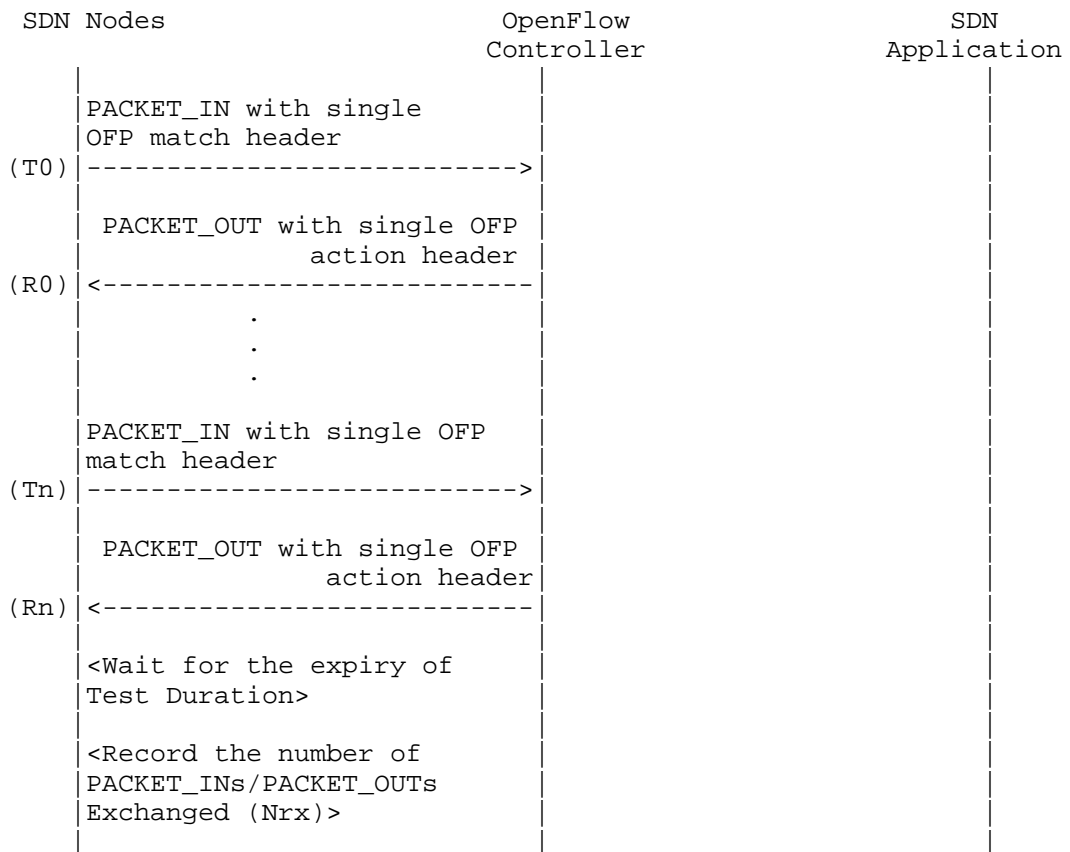 SDN Nodes OpenFlow SDN
Controller Application
PACKET_IN with single
OFP match header
(T0)|--------------------------->|
PACKET_OUT with single OFP
action header
(R0)|<---------------------------|
.
.
.
PACKET_IN with single OFP
match header
(Tn)|--------------------------->|
PACKET_OUT with single OFP
action header
(Rn)|<---------------------------|
<Wait for the expiry of
Test Duration>
<Record the number of
PACKET_INs/PACKET_OUTs
Exchanged (Nrx)>